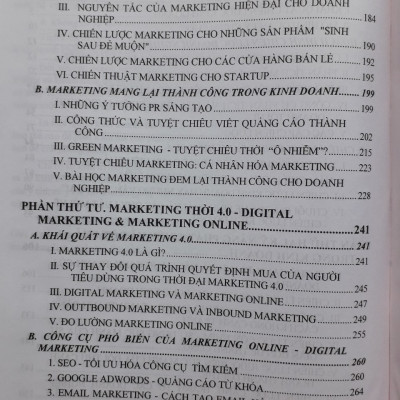 III. NGUYÊN TẮC CỦA MARKETING HIỆN ĐẠI CHO DOANH
NGHIỆP........184
IV. CHIẾN LƯỢC MARKETING CHO NHỮNG SẢN PHẨM "SINH
SAU ĐẺ MUỘN"........190
V. CHIẾN LƯỢC MARKETING CHO CÁC CỬA HÀNG BÁN LẺ....192
VI. CHIẾN THUẬT MARKETING CHO STARTUP........195
B. MARKETING MANG LẠI THÀNH CÔNG TRONG KINH DOANH........199
I. NHỮNG Ý TƯỞNG PR SÁNG TẠO........199
II. CÔNG THỨC VÀ TUYỆT CHIÊU VIẾT QUẢNG CÁO THÀNH
CÔNG........202
III. GREEN MARKETING - TUYỆT CHIÊU THỜI "Ô NHIỄM"?........215
IV. TUYỆT CHIÊU MARKETING: CÁ NHÂN HÓA MARKETING........223
V. BÀI HỌC MARKETING ĐEM LẠI THÀNH CÔNG CHO DOANH
NGHIỆP........228
PHẦN THỨ TƯ. MARKETING THỜI 4.0 - DIGITAL
MARKETING & MARKETING ONLINE........241
A. KHÁI QUÁT VỀ MARKETING 4.0........241
I. MARKETING 4.0 LÀ GÌ?........241
II. SỰ THAY ĐỔI QUÁ TRÌNH QUYẾT ĐỊNH MUA CỦA NGƯỜI
TIÊU DÙNG TRONG THỜI ĐẠI MARKETING 4.0........245
III. DIGITAL MARKETING VÀ MARKETING ONLINE........247
IV. OUTTBOUND MARKETING VÀ INBOUND MARKETING........249
V. ĐO LƯỜNG MARKETING ONLINE........255
B. CÔNG CỤ PHỔ BIẾN CỦA MARKETING ONLINE - DIGITAL
MARKETING........260
1. SEO - TỐI ƯU HÓA CÔNG CỤ TÌM KIẾM........260
2. GOOGLE ADWORDS - QUẢNG CÁO TỪ KHÓA........264
3. EMAIL MARKETING - CÁCH TẠO EMAIL